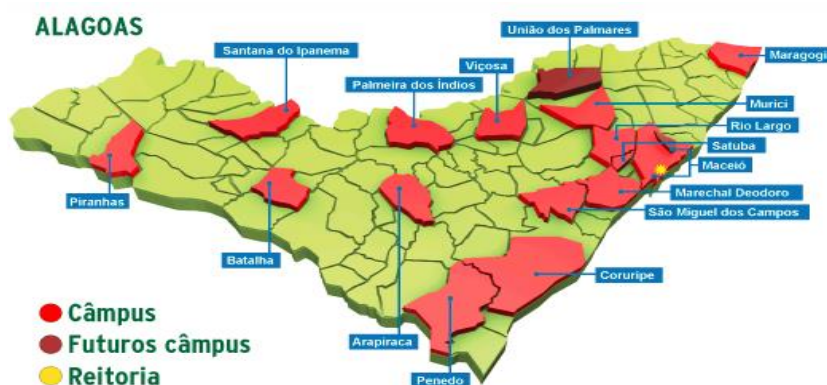 ALAGOAS
União dos Palmares
Santana do Ipanema
Maragogi
Viçosa
Palmeira dos Índios
Murici
Rio Largo
Satuba
Maceió
Marechal Deodoro
São Miguel dos Campos
Piranhas
Batalha
Coruripe
Arapiraca
Penedo
Câmpus
Futuros câmpus
Reitoria